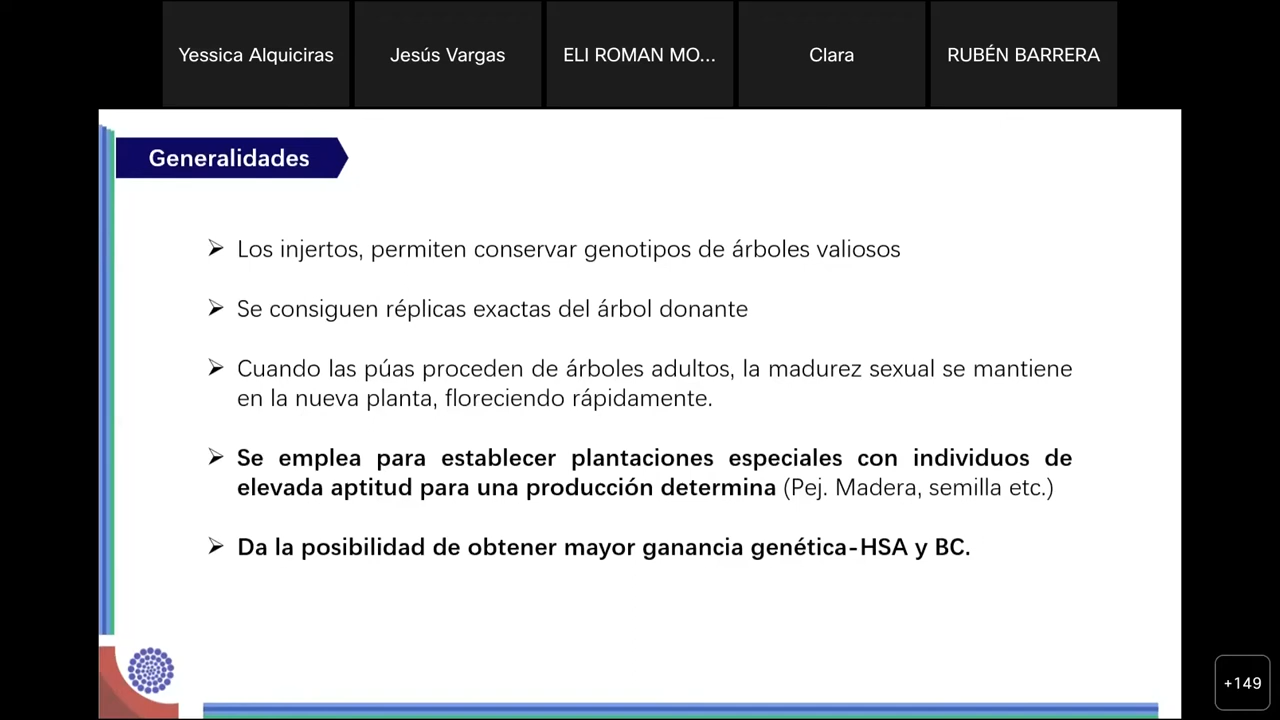 Yessica Alquiciras
Jesús Vargas
ELI ROMAN MO...
Clara
RUBÉN BARRERA
Generalidades
➢ Los injertos, permiten conservar genotipos de árboles valiosos
➢ Se consiguen réplicas exactas del árbol donante
➢ Cuando las púas proceden de árboles adultos, la madurez sexual se mantiene
en la nueva planta, floreciendo rápidamente.
➢ Se emplea para establecer plantaciones especiales con individuos de
elevada aptitud para una producción determina (Pej. Madera, semilla etc.)
➢ Da la posibilidad de obtener mayor ganancia genética-HSA y BC.
+149